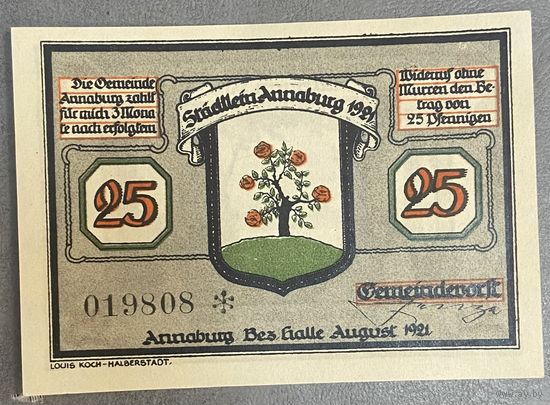 Städtlein Annaburg 1921
Die Gemeinde
Annaburg zahlt
für mich 3 Mona
te nach erfolgtem
Wideruf ohne
Murren den Be-
trag von
25 Pfennigen
25
25
019808 *
Gemeindevorst
Annaburg Bez. Halle August 1921
LOUIS KOCH-HALBERSTADT.